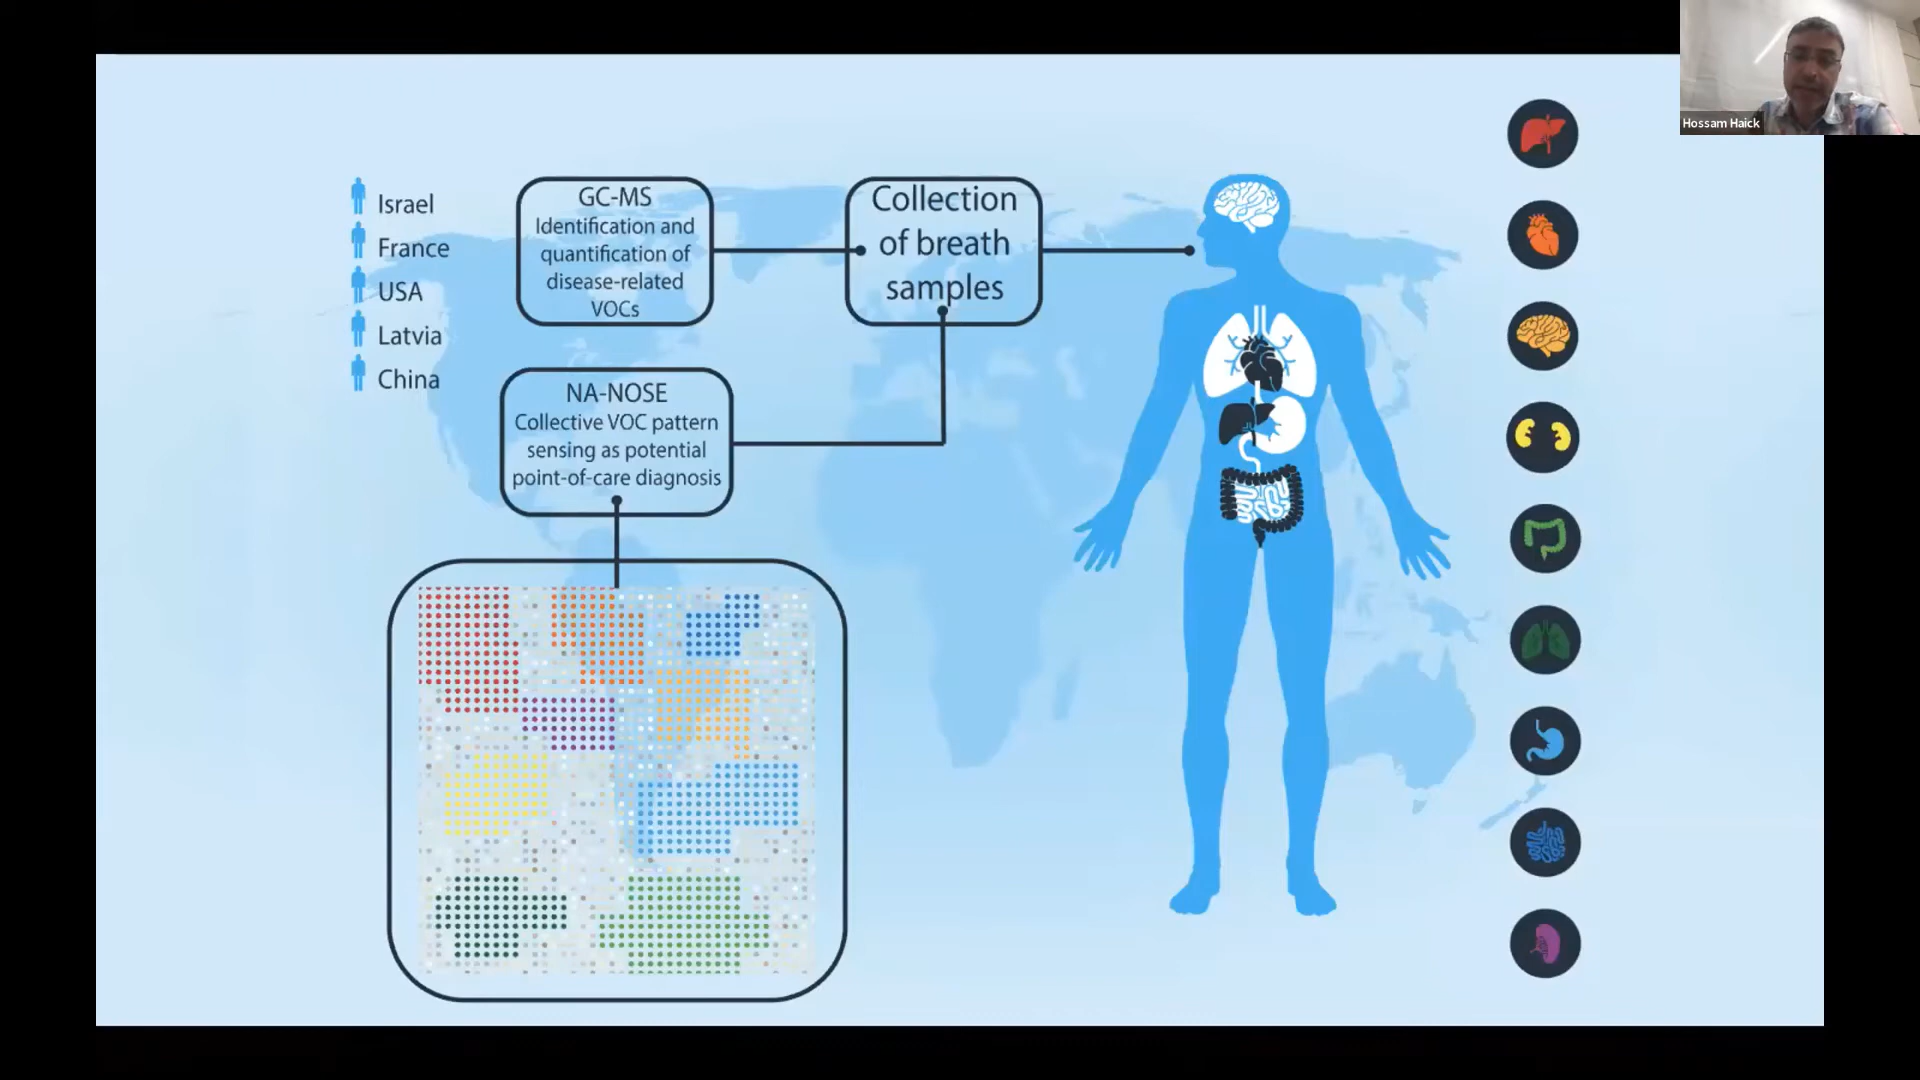 Hossam Haick
Israel
France
USA
Latvia
China
GC-MS
Identification and
quantification of
disease-related
VOCs
Collection
of breath
samples
NA-NOSE
Collective VOC pattern
sensing as potential
point-of-care diagnosis